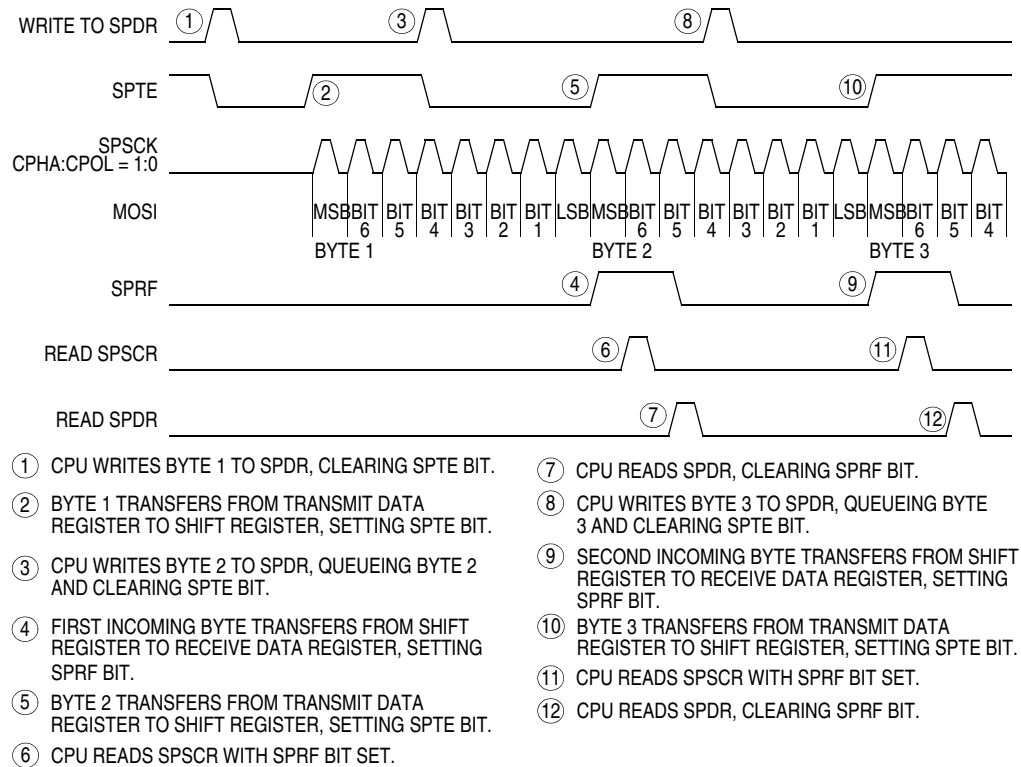 WRITE TO SPDR
1
3
8
SPTE
2
5
10
SPSCK
CPHA:CPOL = 1:0
MOSI
MSB BIT 6 BIT 5 BIT 4 BIT 3 BIT 2 BIT 1 LSB MSB BIT 6 BIT 5 BIT 4 BIT 3 BIT 2 BIT 1 LSB MSB BIT 6 BIT 5 BIT 4
BYTE 1 BYTE 2 BYTE 3
SPRF
4
9
READ SPSCR
6
11
READ SPDR
7
12
1 CPU WRITES BYTE 1 TO SPDR, CLEARING SPTE BIT.
2 BYTE 1 TRANSFERS FROM TRANSMIT DATA
REGISTER TO SHIFT REGISTER, SETTING SPTE BIT.
3 CPU WRITES BYTE 2 TO SPDR, QUEUEING BYTE 2
AND CLEARING SPTE BIT.
4 FIRST INCOMING BYTE TRANSFERS FROM SHIFT
REGISTER TO RECEIVE DATA REGISTER, SETTING
SPRF BIT.
5 BYTE 2 TRANSFERS FROM TRANSMIT DATA
REGISTER TO SHIFT REGISTER, SETTING SPTE BIT.
6 CPU READS SPSCR WITH SPRF BIT SET.
7 CPU READS SPDR, CLEARING SPRF BIT.
8 CPU WRITES BYTE 3 TO SPDR, QUEUEING BYTE
3 AND CLEARING SPTE BIT.
9 SECOND INCOMING BYTE TRANSFERS FROM SHIFT
REGISTER TO RECEIVE DATA REGISTER, SETTING
SPRF BIT.
10 BYTE 3 TRANSFERS FROM TRANSMIT DATA
REGISTER TO SHIFT REGISTER, SETTING SPTE BIT.
11 CPU READS SPSCR WITH SPRF BIT SET.
12 CPU READS SPDR, CLEARING SPRF BIT.